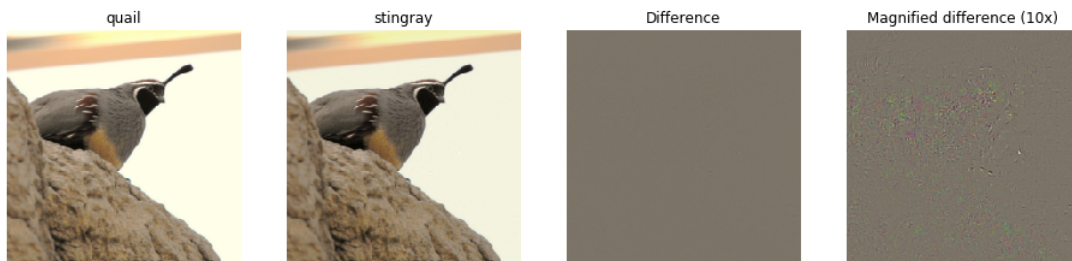 quail
stingray
Difference
Magnified difference (10x)